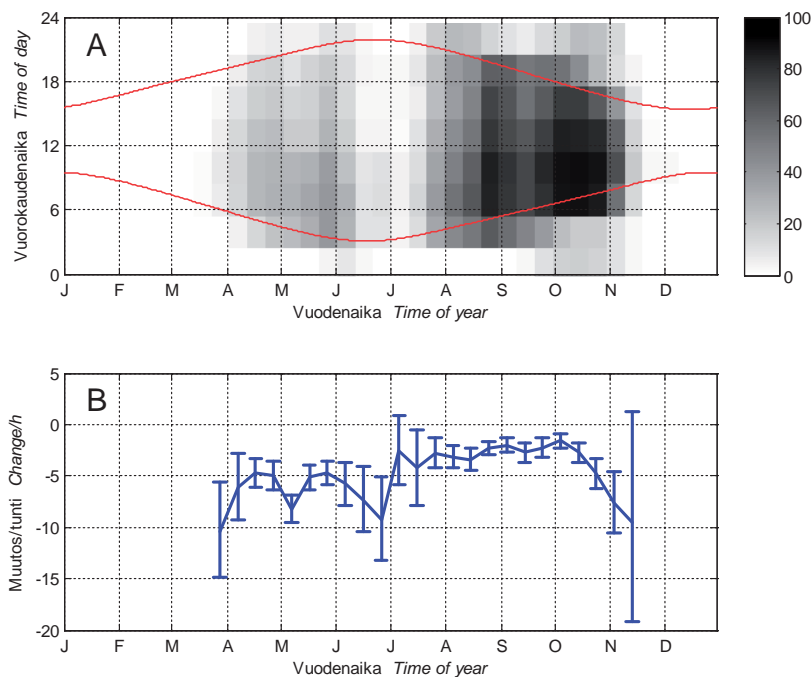 A
Vuorokaudenaika Time of day
24
18
12
6
0
J F M A M J J A S O N D
Vuodenaika Time of year
100
80
60
40
20
0
B
Muutos/tunti Change/h
5
0
-5
-10
-15
-20
J F M A M J J A S O N D
Vuodenaika Time of year